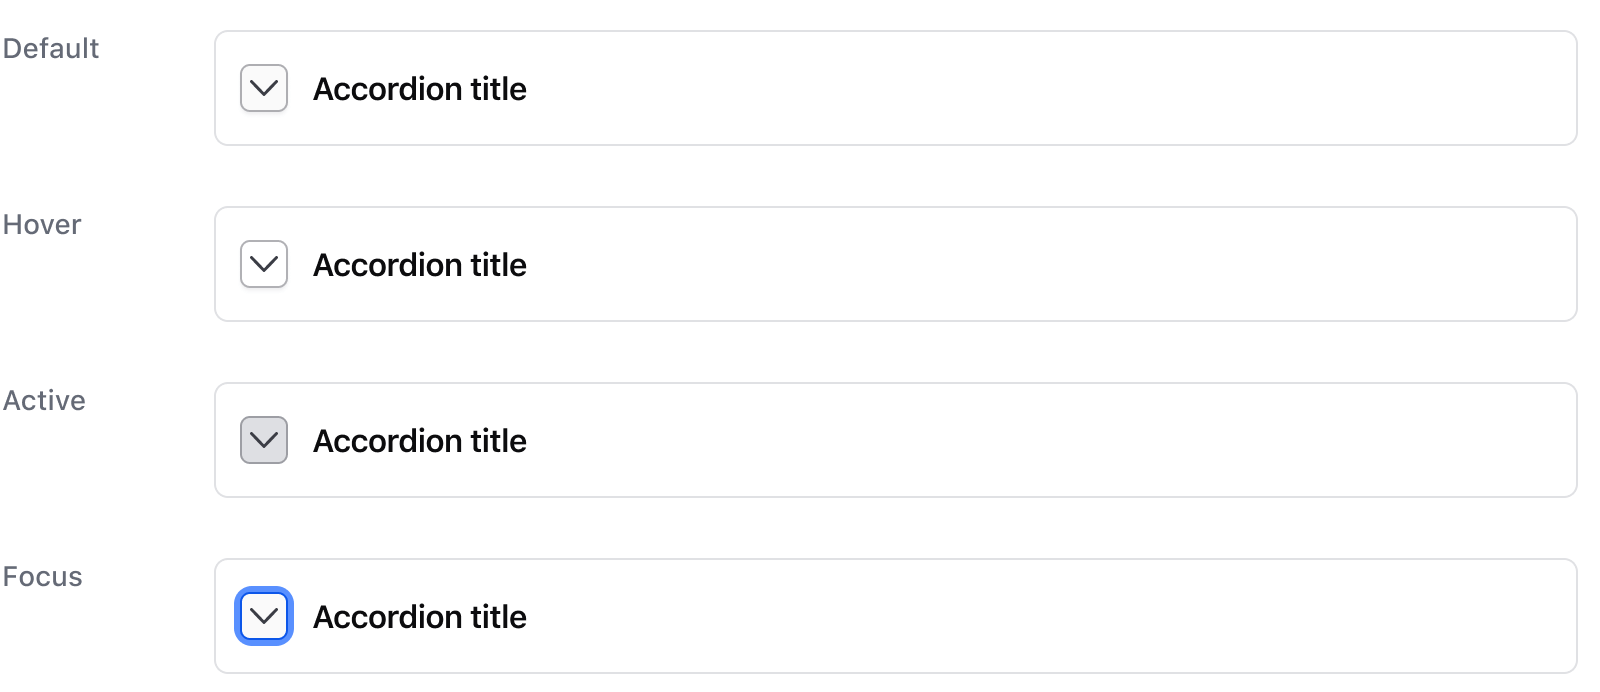 Default
Accordion title
Hover
Accordion title
Active
Accordion title
Focus
Accordion title